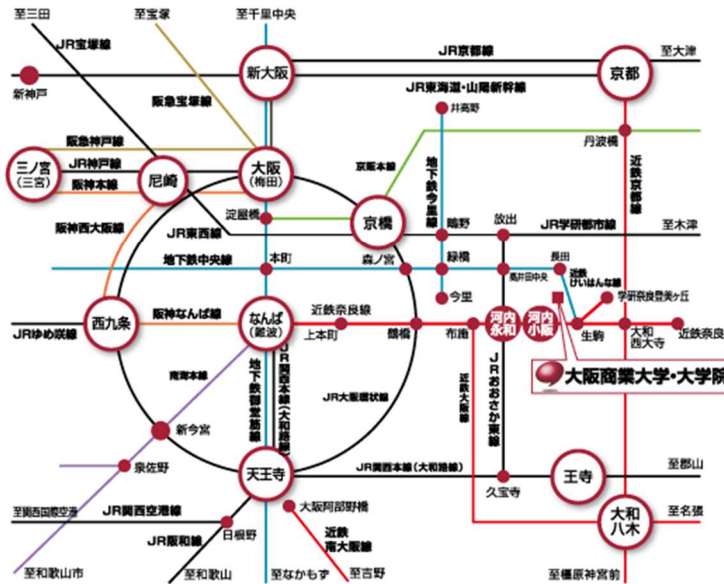 至三田
至宝塚
至千里中央
JR宝塚線
新大阪
JR京都線
京都
至大津
新神戸
阪急宝塚線
JR東海道・山陽新幹線
井高野
丹波橋
阪急神戸線
三ノ宮
(三宮)
JR神戸線
阪神本線
尼崎
大阪
(梅田)
京阪本線
地下鉄今里線
近鉄京都線
淀屋橋
京橋
阪神西大阪線
JR東西線
鴫野
放出
JR学研都市線
至木津
地下鉄中央線
本町
森ノ宮
緑橋
高井田中央
長田
近鉄
けいはんな線
今里
学研奈良登美ヶ丘
JRゆめ咲線
西九条
阪神なんば線
なんば
(難波)
近鉄奈良線
上本町
鶴橋
布施
河内
永和
河内
小阪
生駒
大和
西大寺
近鉄奈良
南海本線
地下鉄御堂筋線
JR関西本線(大和路線)
JR大阪環状線
近鉄大阪線
JRおおさか東線
大阪商業大学・大学院
新今宮
泉佐野
天王寺
JR関西本線(大和路線)
久宝寺
王寺
至郡山
至関西国際空港
JR関西空港線
日根野
大阪阿部野橋
大和
八木
至名張
JR阪和線
近鉄
南大阪線
至和歌山市
至和歌山
至なかもず
至吉野
至橿原神宮前